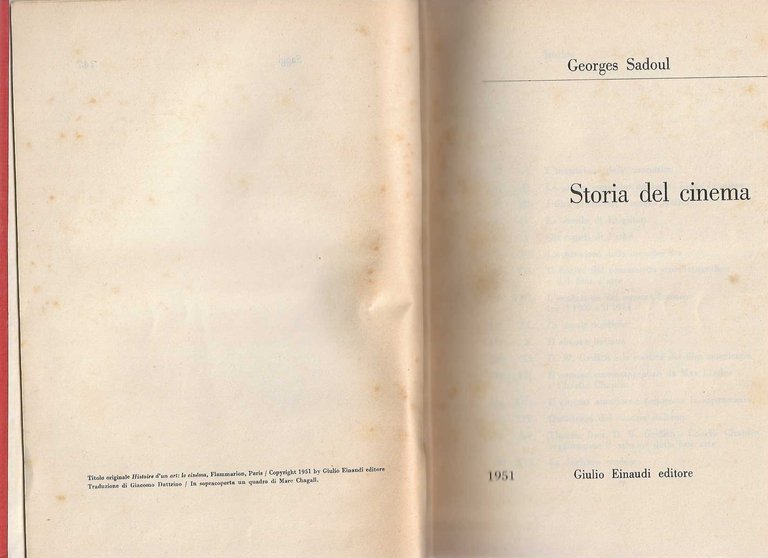 Titolo originale Histoire d'un art: le cinéma, Flammarion, Paris / Copyright 1951 by Giulio Einaudi editore
Traduzione di Giacomo Dattrino / In sopracoperta un quadro di Marc Chagall.
Georges Sadoul
Storia del cinema
1951 Giulio Einaudi editore